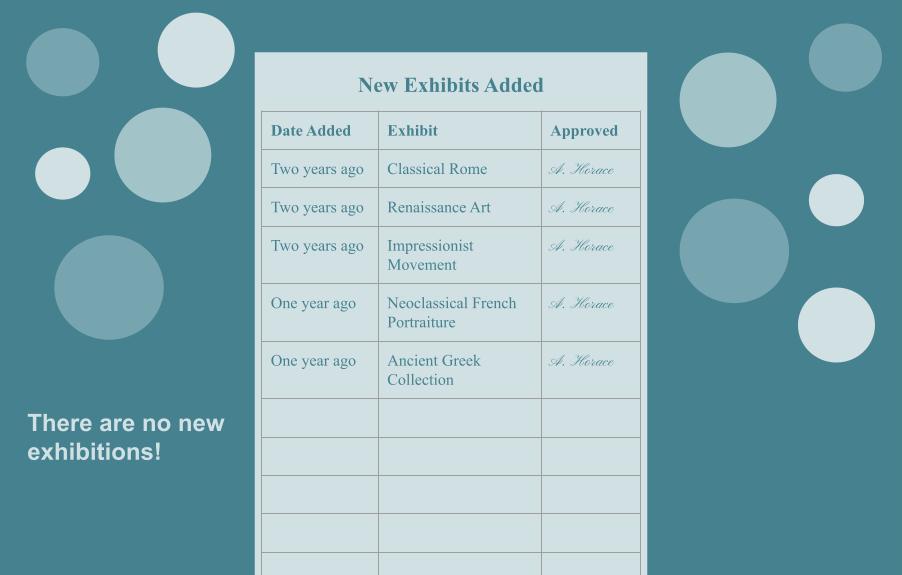 New Exhibits Added
Date Added Exhibit Approved
Two years ago Classical Rome A. Horace
Two years ago Renaissance Art A. Horace
Two years ago Impressionist A. Horace
Movement
One year ago Neoclassical French A. Horace
Portraiture
One year ago Ancient Greek A. Horace
Collection
There are no new
exhibitions!